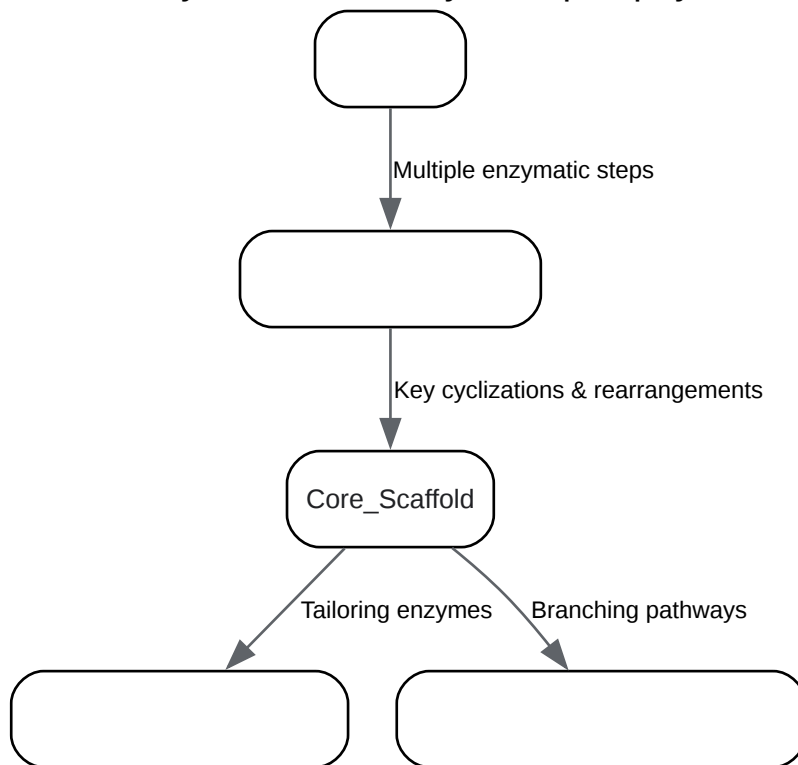 Multiple enzymatic steps
Key cyclizations & rearrangements
Core_Scaffold
Tailoring enzymes
Branching pathways